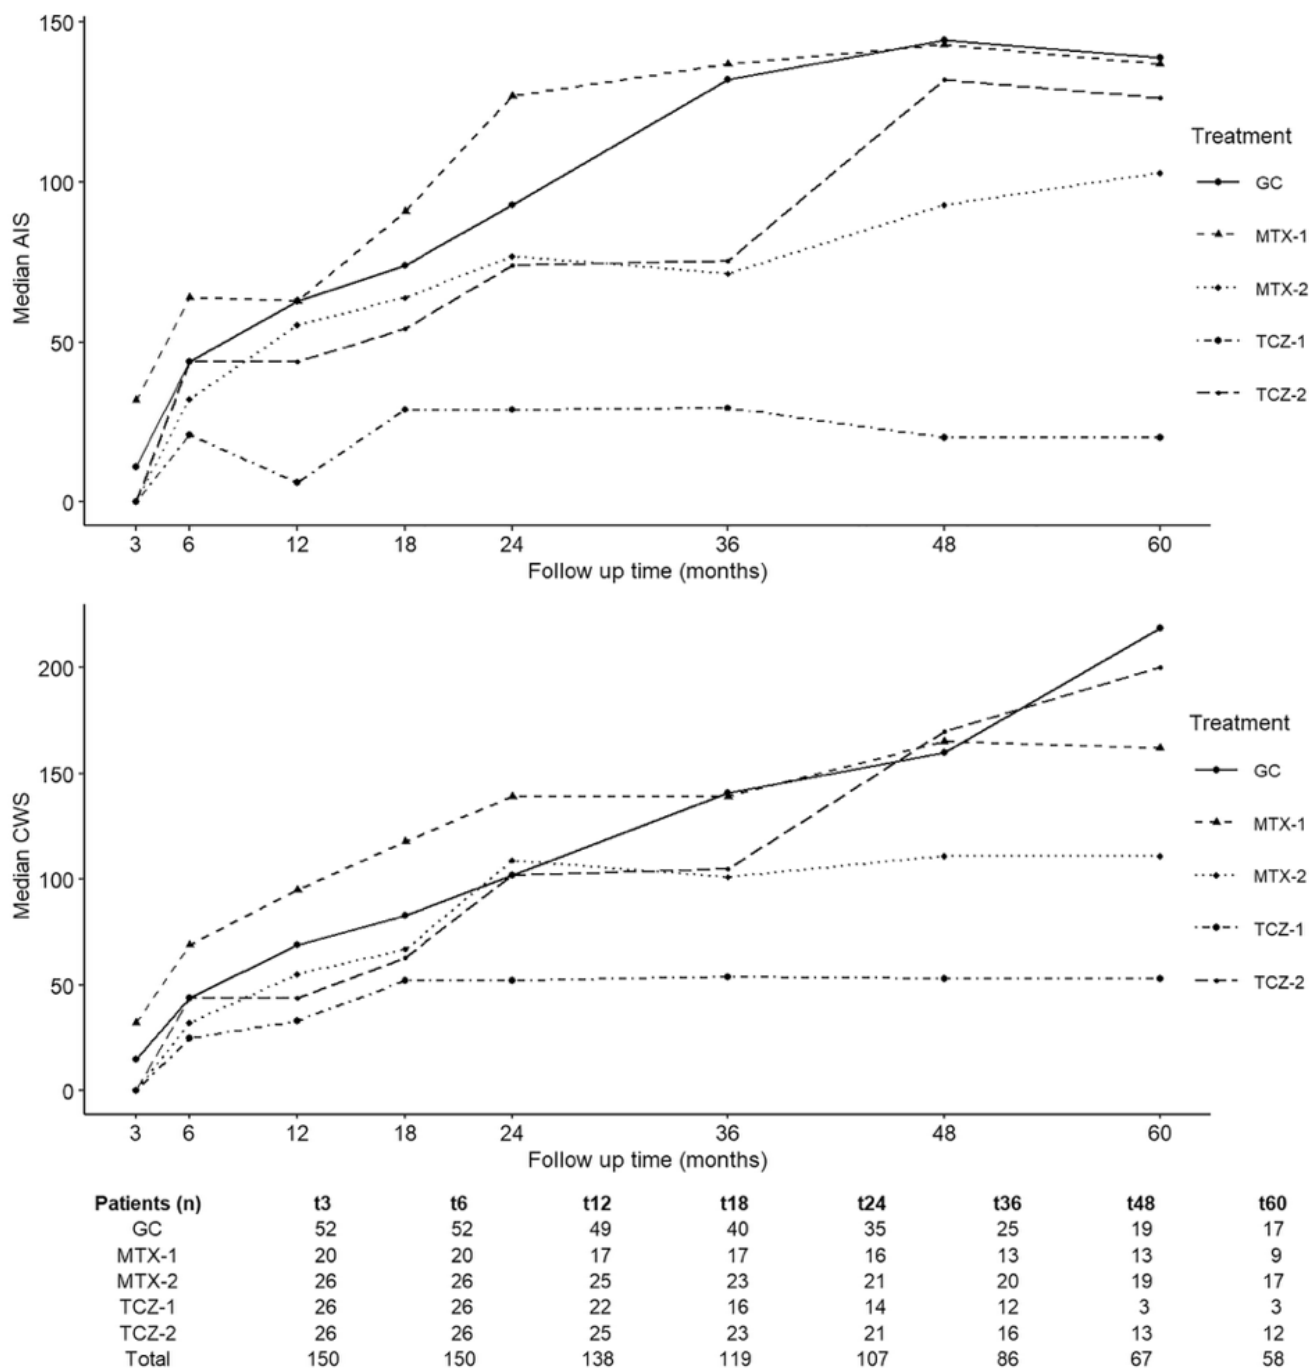 150
100
50
0
Median AIS
3 6 12 18 24 36 48 60
Follow up time (months)
Treatment
GC
MTX-1
MTX-2
TCZ-1
TCZ-2
200
150
100
50
0
Median CWS
3 6 12 18 24 36 48 60
Follow up time (months)
Treatment
GC
MTX-1
MTX-2
TCZ-1
TCZ-2
Patients (n) t3 t6 t12 t18 t24 t36 t48 t60
GC 52 52 49 40 35 25 19 17
MTX-1 20 20 17 17 16 13 13 9
MTX-2 26 26 25 23 21 20 19 17
TCZ-1 26 26 22 16 14 12 3 3
TCZ-2 26 26 25 23 21 16 13 12
Total 150 150 138 119 107 86 67 58